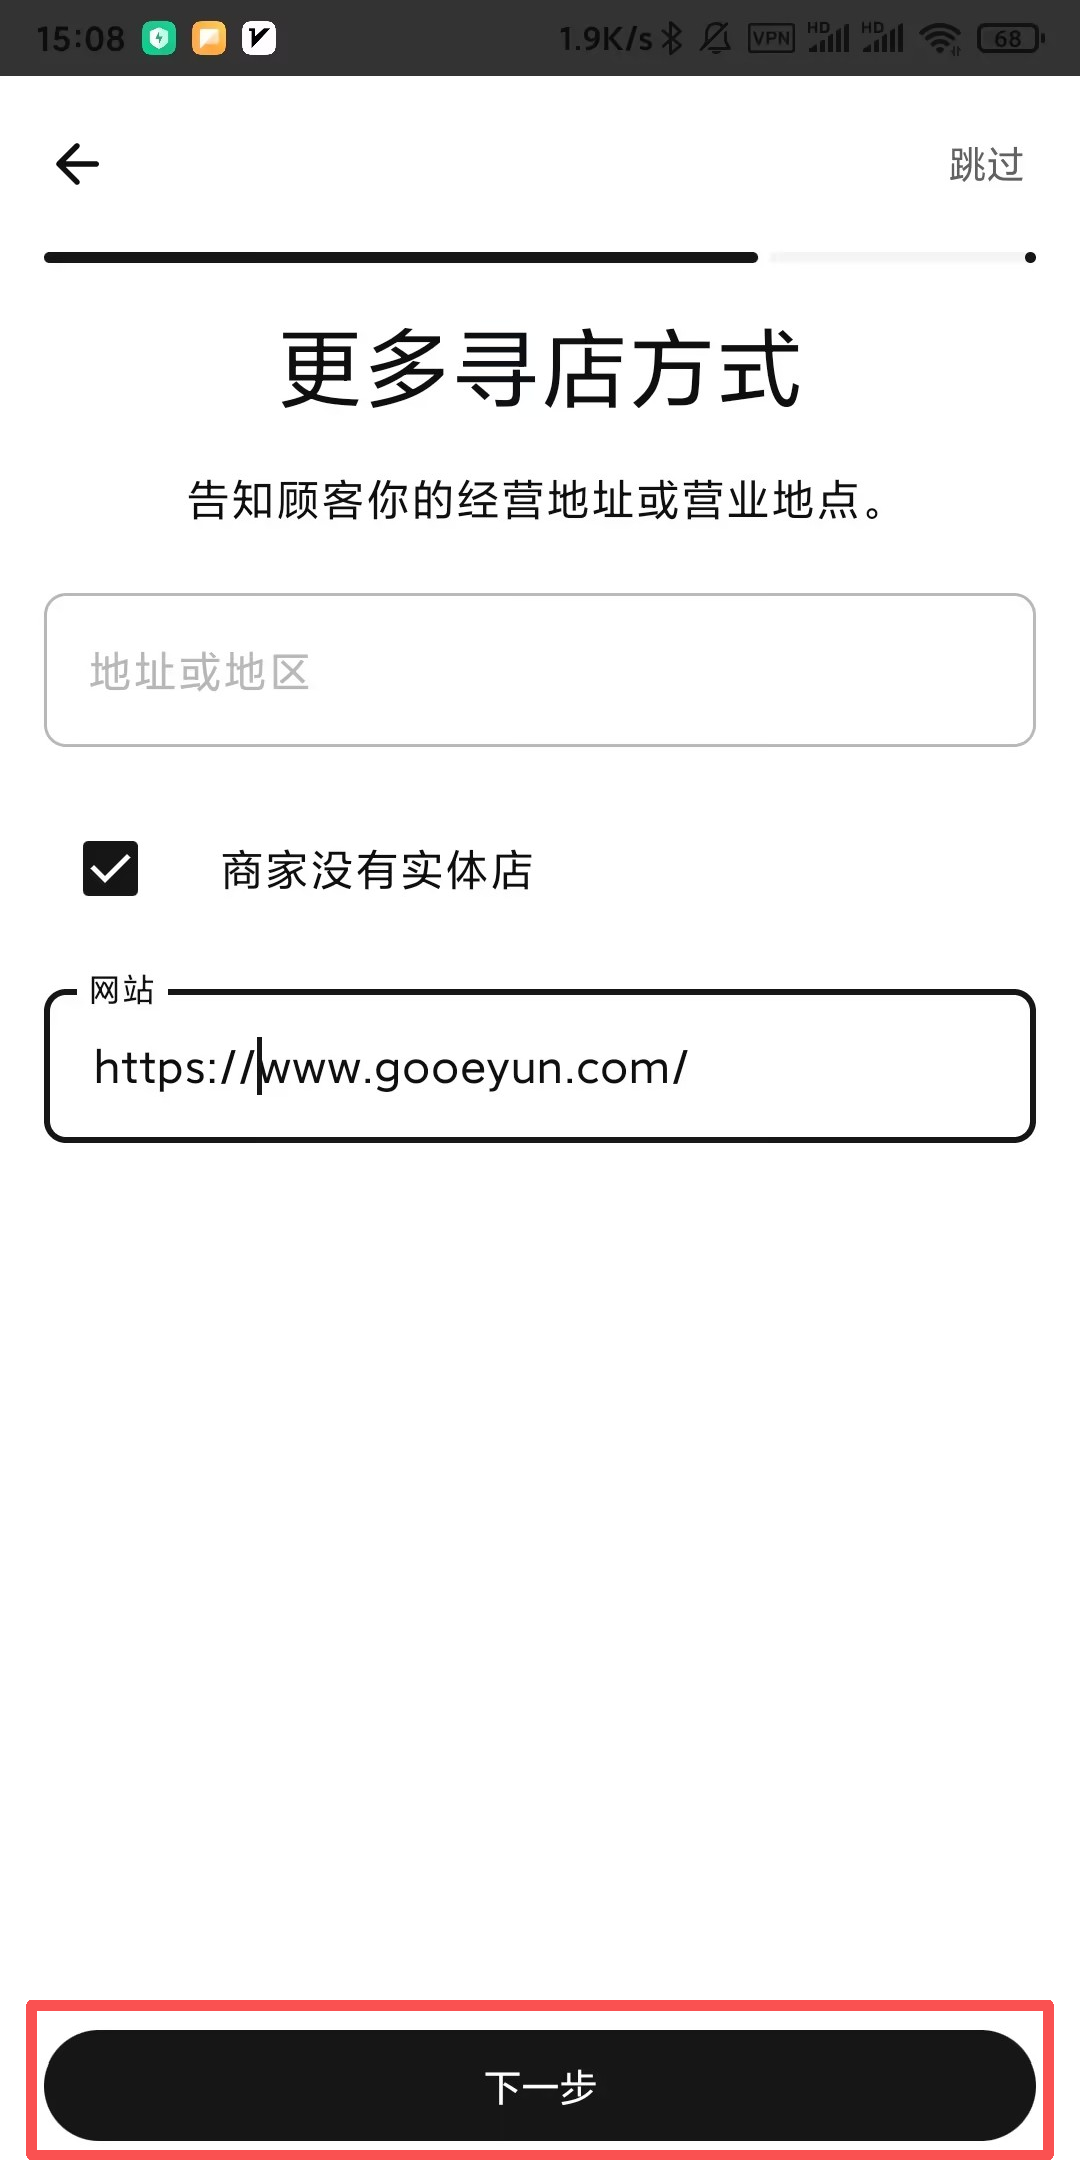 15:08
1.9K/s
VPN
HD
HD
68
跳过
更多寻店方式
告知顾客你的经营地址或营业地点。
地址或地区
商家没有实体店
网站
https://www.gooeyun.com/
下一步